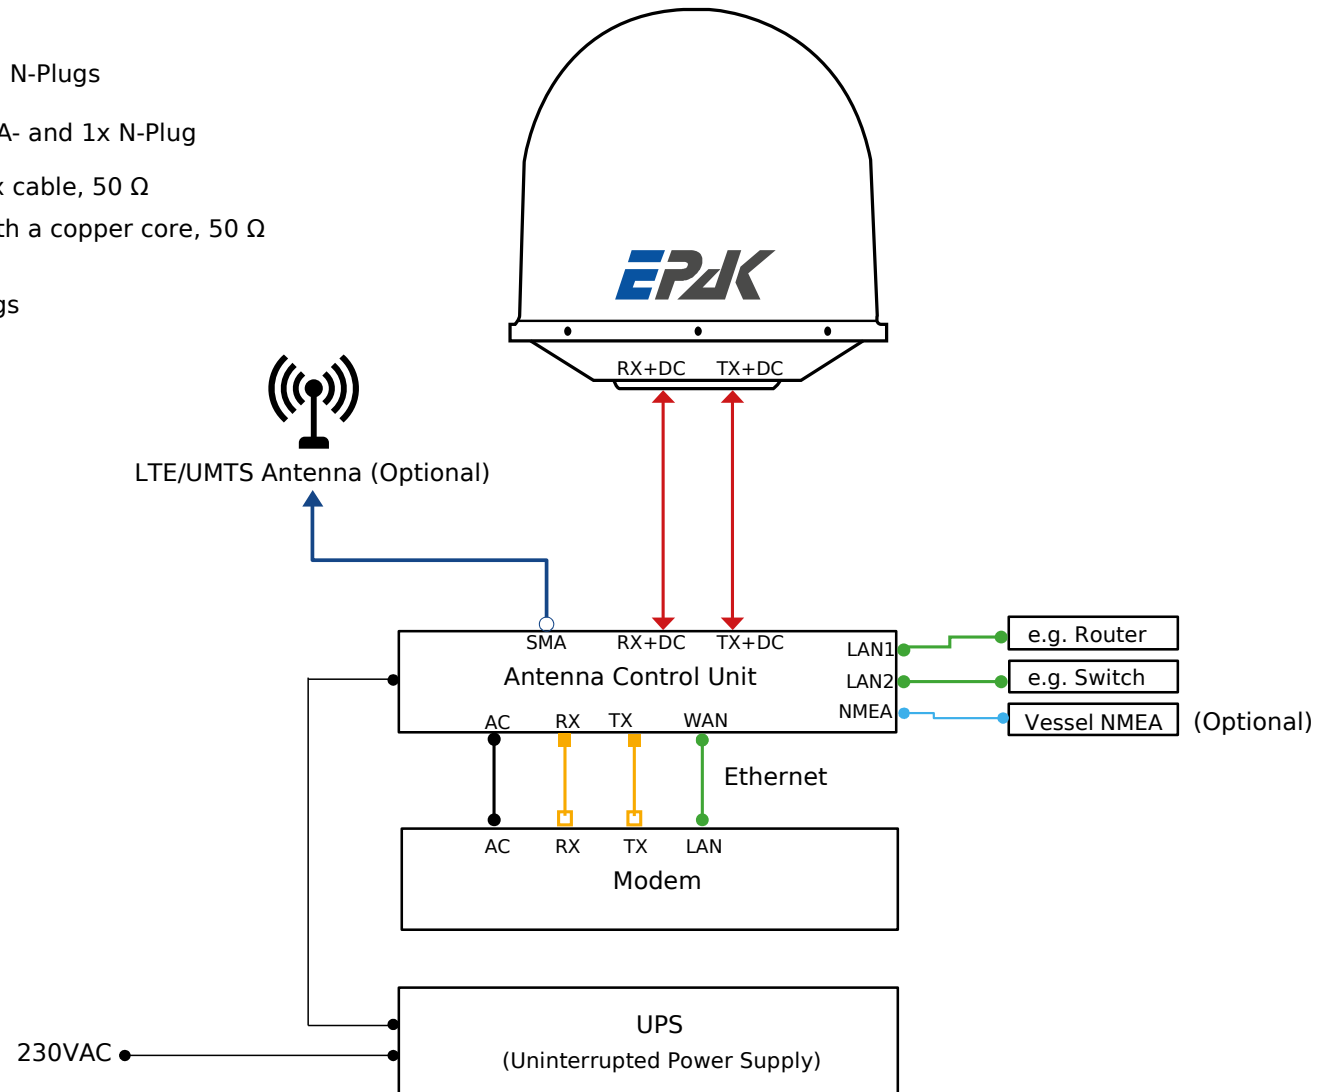 N-Plugs
A- and 1x N-Plug
x cable, 50 Ω
th a copper core, 50 Ω
gs
EPAK
RX+DC TX+DC
LTE/UMTS Antenna (Optional)
SMA RX+DC TX+DC
Antenna Control Unit
LAN1
LAN2
NMEA
e.g. Router
e.g. Switch
Vessel NMEA (Optional)
AC RX TX WAN
Ethernet
AC RX TX LAN
Modem
UPS
(Uninterrupted Power Supply)
230VAC